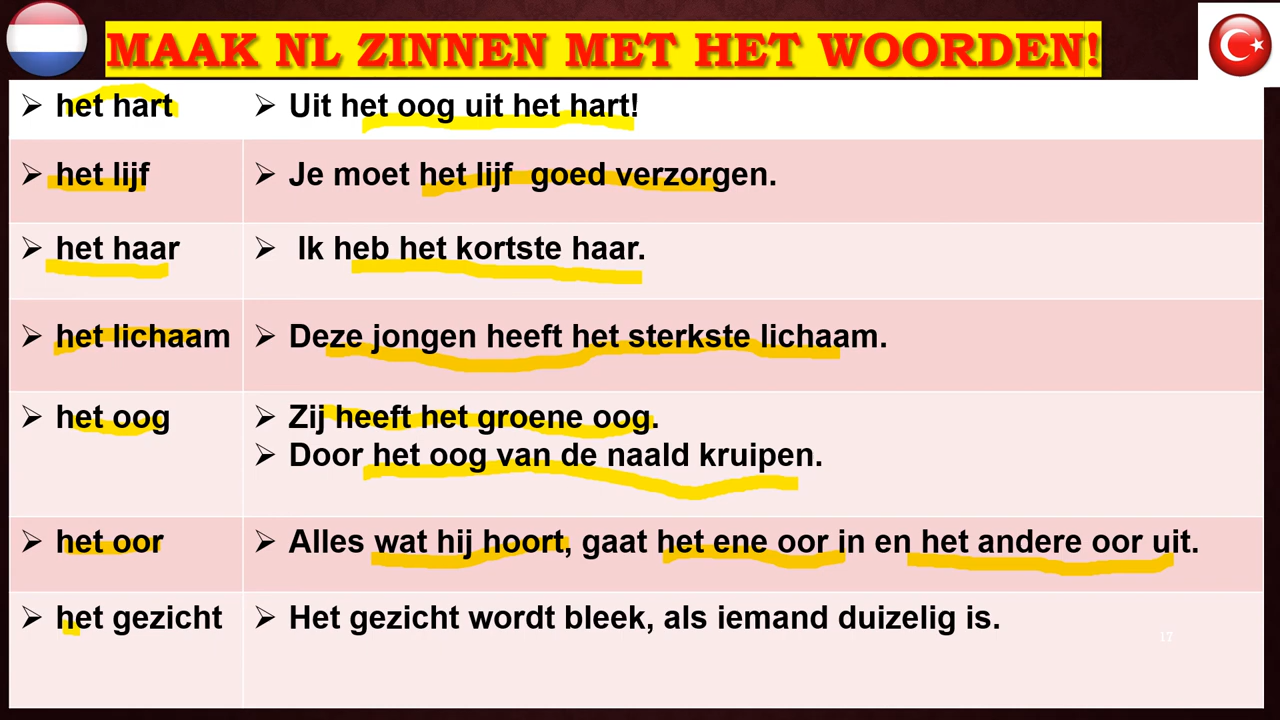 MAAK NL ZINNEN MET HET WOORDEN!
➢ het hart ➢ Uit het oog uit het hart!
➢ het lijf ➢ Je moet het lijf goed verzorgen.
➢ het haar ➢ Ik heb het kortste haar.
➢ het lichaam ➢ Deze jongen heeft het sterkste lichaam.
➢ het oog ➢ Zij heeft het groene oog.
➢ Door het oog van de naald kruipen.
➢ het oor ➢ Alles wat hij hoort, gaat het ene oor in en het andere oor uit.
➢ het gezicht ➢ Het gezicht wordt bleek, als iemand duizelig is.
17